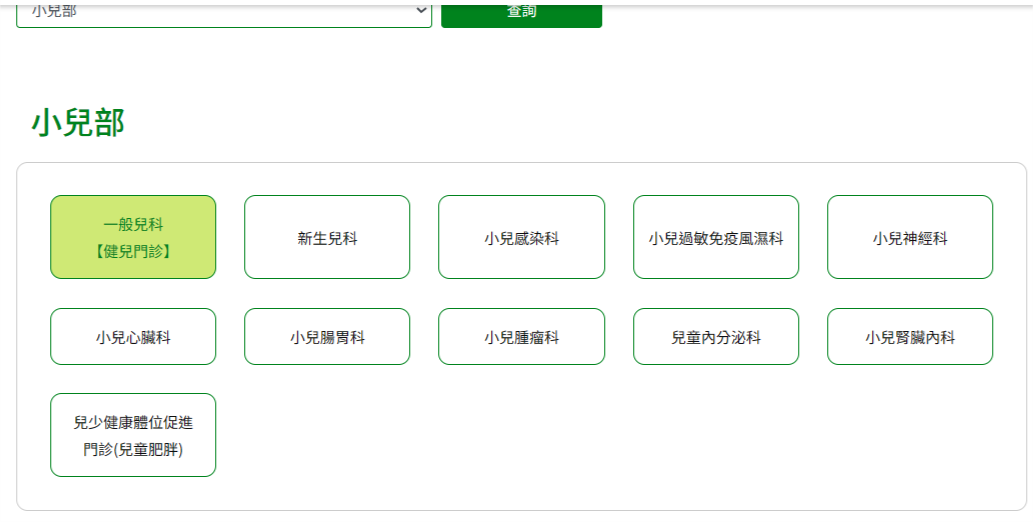 小兒部
查詢
小兒部
一般兒科
【健兒門診】
新生兒科
小兒感染科
小兒過敏免疫風濕科
小兒神經科
小兒心臟科
小兒腸胃科
小兒腫瘤科
兒童內分泌科
小兒腎臟內科
兒少健康體位促進
門診(兒童肥胖)